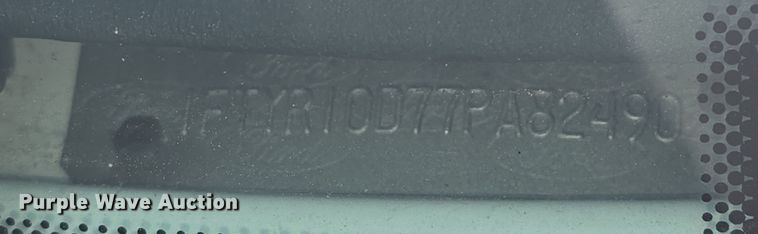 1FTYR10D77PA82490
Purple Wave Auction